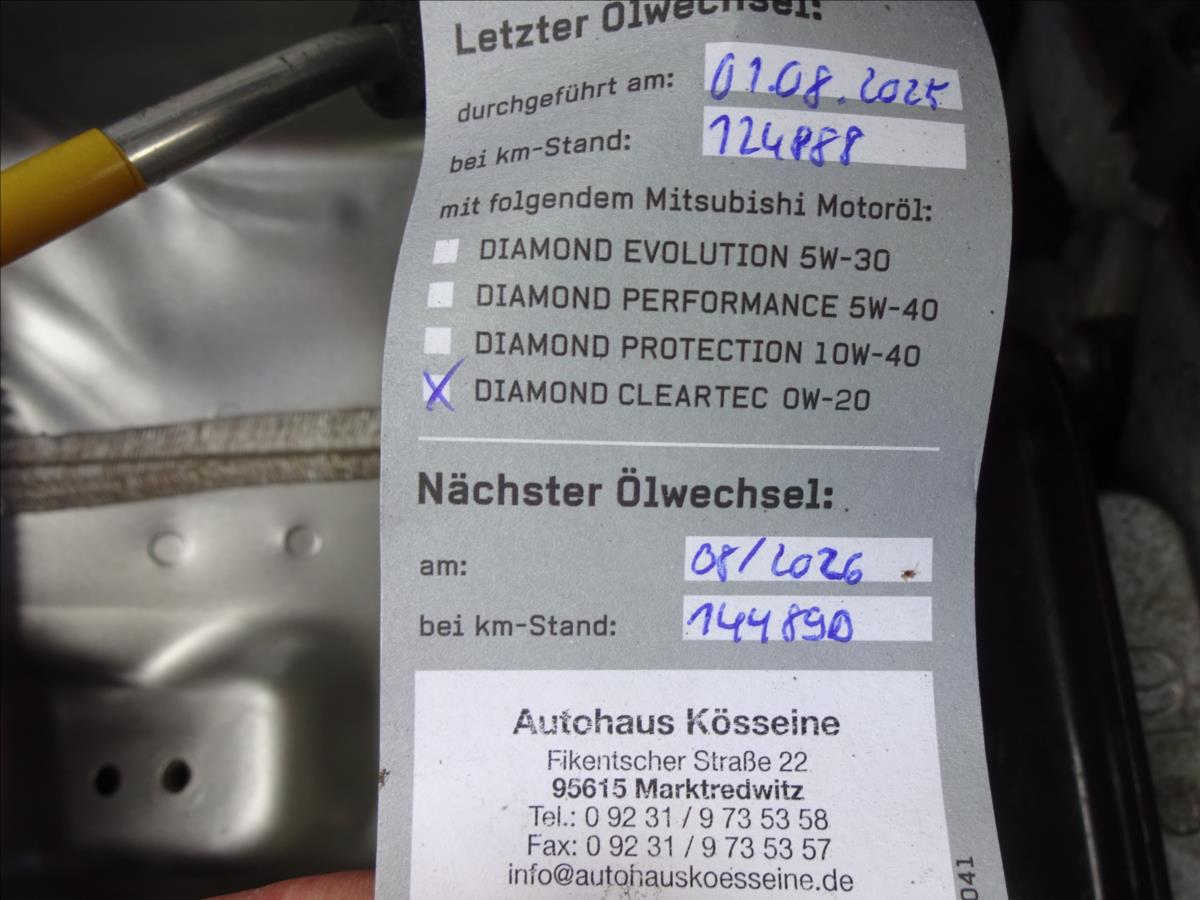 Letzter Ölwechsel:
durchgeführt am: 01.08.2025
bei km-Stand: 124888
mit folgendem Mitsubishi Motoröl:
DIAMOND EVOLUTION 5W-30
DIAMOND PERFORMANCE 5W-40
DIAMOND PROTECTION 10W-40
X DIAMOND CLEARTEC 0W-20
Nächster Ölwechsel:
am: 08/2026
bei km-Stand: 144890
Autohaus Kösseine
Fikentscher Straße 22
95615 Marktredwitz
Tel.: 0 92 31 / 9 73 53 58
Fax: 0 92 31 / 9 73 53 57
info@autohauskoesseine.de
041